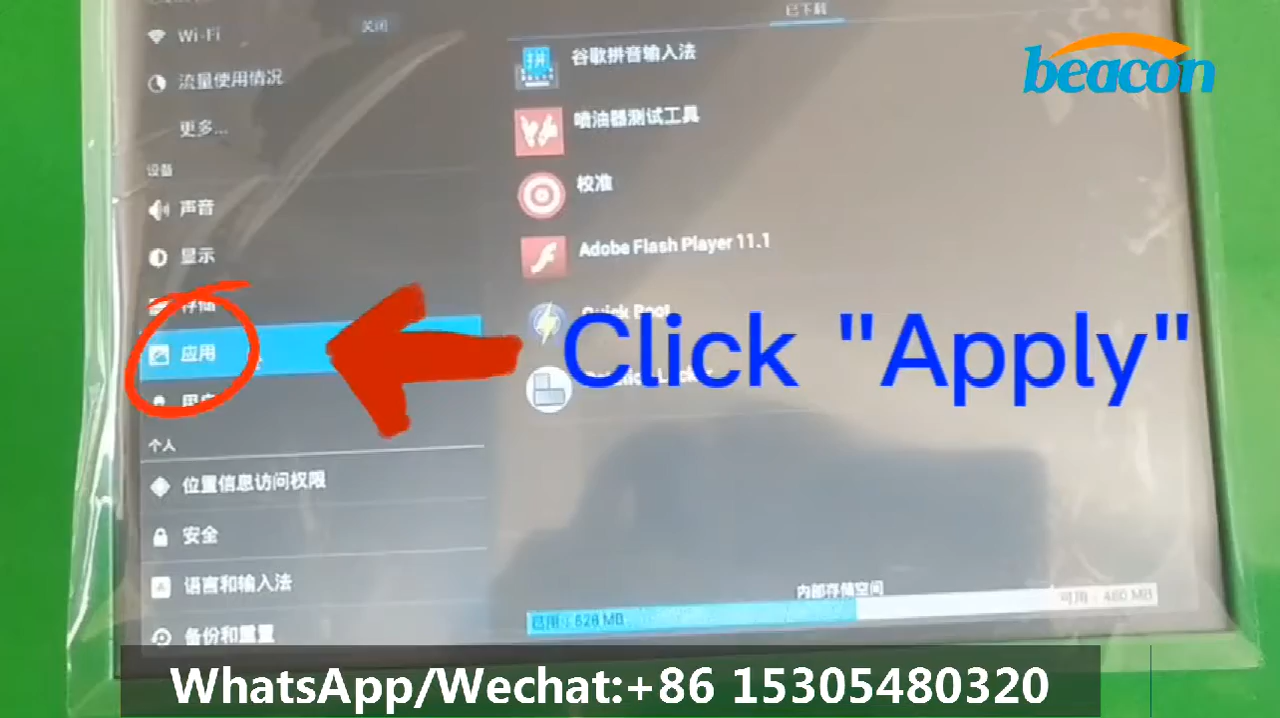 Wi-Fi
关闭
流量使用情况
更多...
设备
声音
显示
存储
应用
用户
个人
位置信息访问权限
安全
语言和输入法
备份和重置
已下载
谷歌拼音输入法
喷油器测试工具
校准
Adobe Flash Player 11.1
Quick Boot
内部存储空间
已用：628 MB
可用：460 MB
beacon
Click "Apply"
WhatsApp/Wechat:+86 15305480320